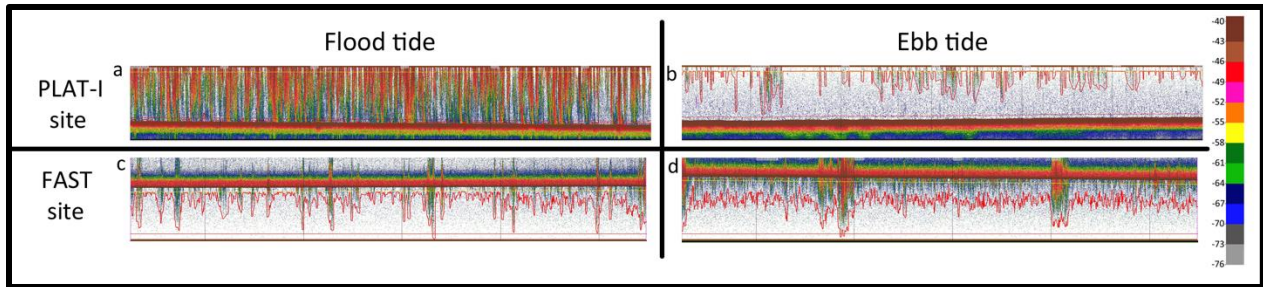 Flood tide
Ebb tide
PLAT-I
site
a
b
FAST
site
c
d
-40
-43
-46
-49
-52
-55
-58
-61
-64
-67
-70
-73
-76